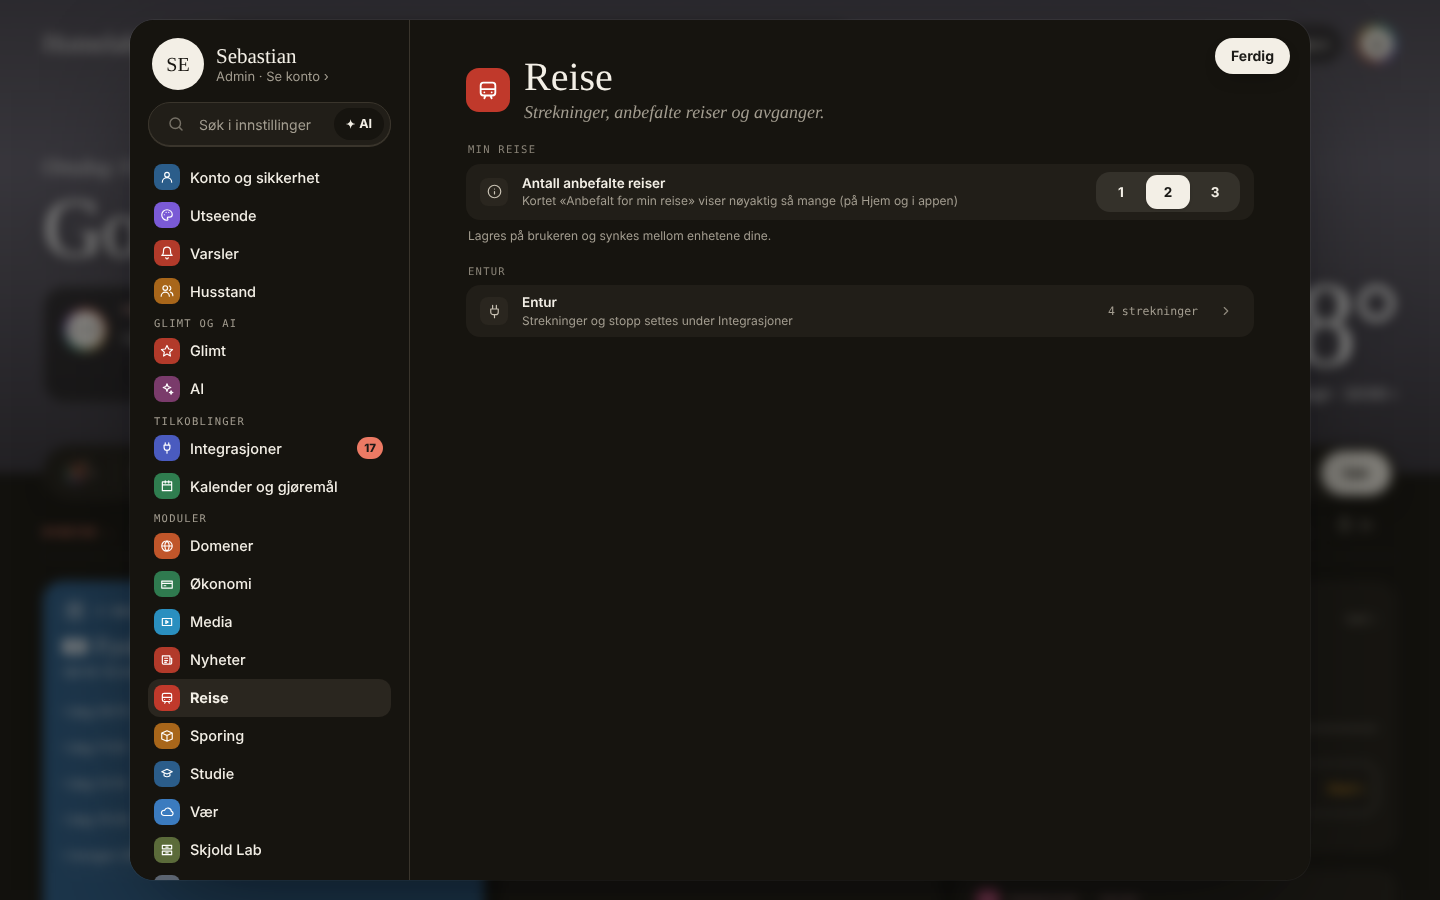 SE
Sebastian
Admin · Se konto ›
Søk i innstillinger
✦ AI
Konto og sikkerhet
Utseende
Varsler
Husstand
GLIMT OG AI
Glimt
AI
TILKOBLINGER
Integrasjoner
17
Kalender og gjøremål
MODULER
Domener
Økonomi
Media
Nyheter
Reise
Sporing
Studie
Vær
Skjold Lab
Ferdig
Reise
Strekninger, anbefalte reiser og avganger.
MIN REISE
Antall anbefalte reiser
Kortet «Anbefalt for min reise» viser nøyaktig så mange (på Hjem og i appen)
1 2 3
Lagres på brukeren og synkes mellom enhetene dine.
ENTUR
Entur
Strekninger og stopp settes under Integrasjoner
4 strekninger
Go
8°